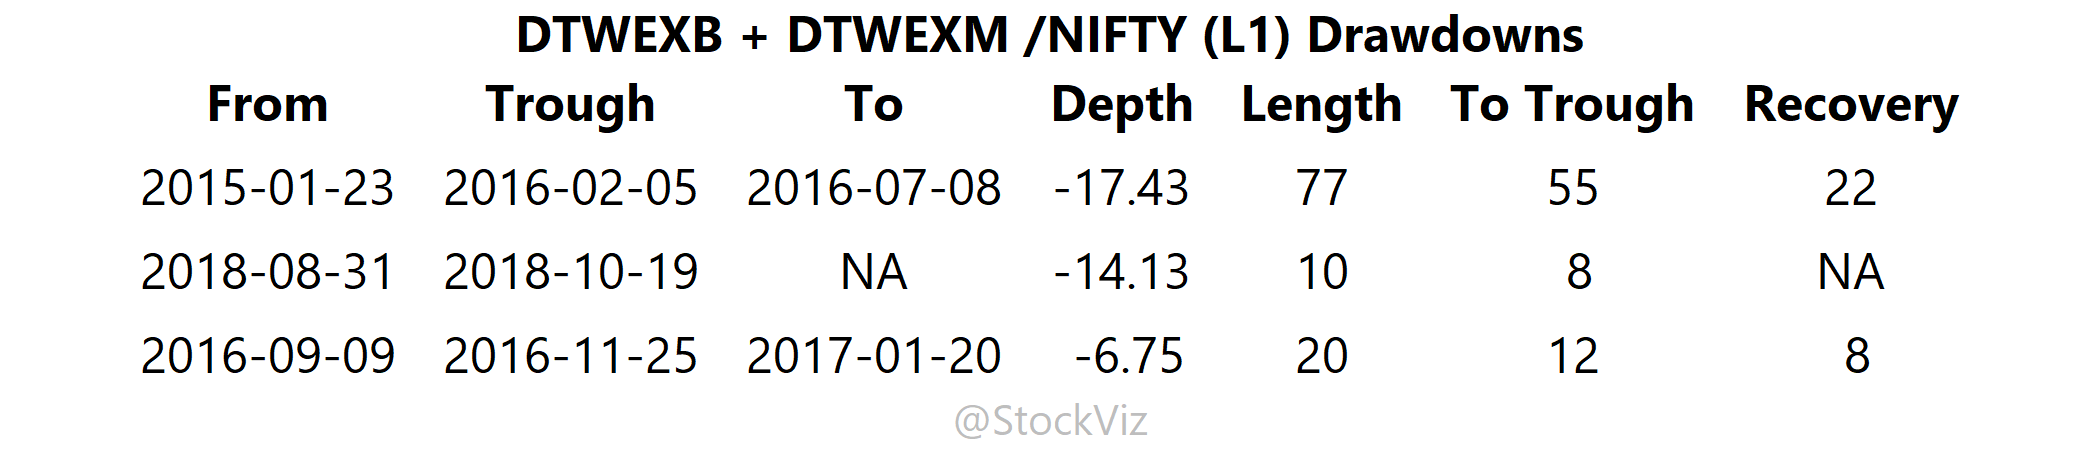 DTWEXB + DTWEXM /NIFTY (L1) Drawdowns
From Trough To Depth Length To Trough Recovery
2015-01-23 2016-02-05 2016-07-08 -17.43 77 55 22
2018-08-31 2018-10-19 NA -14.13 10 8 NA
2016-09-09 2016-11-25 2017-01-20 -6.75 20 12 8
@StockViz